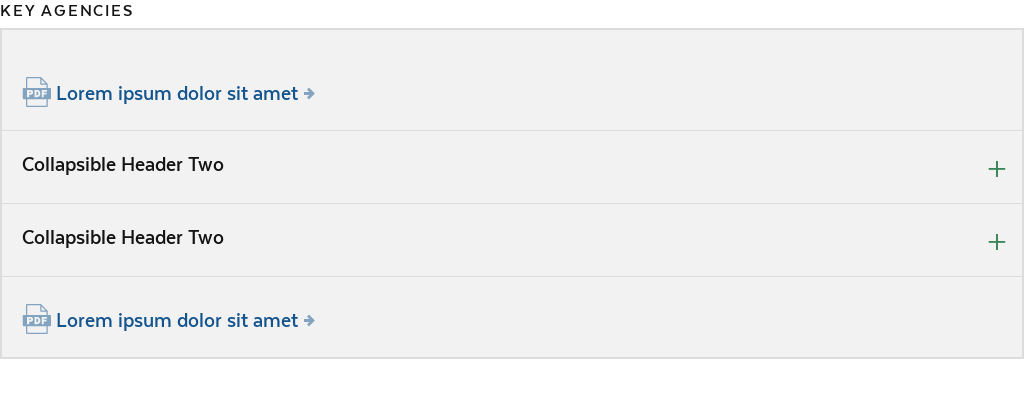 KEY AGENCIES
PDF Lorem ipsum dolor sit amet
Collapsible Header Two
Collapsible Header Two
PDF Lorem ipsum dolor sit amet